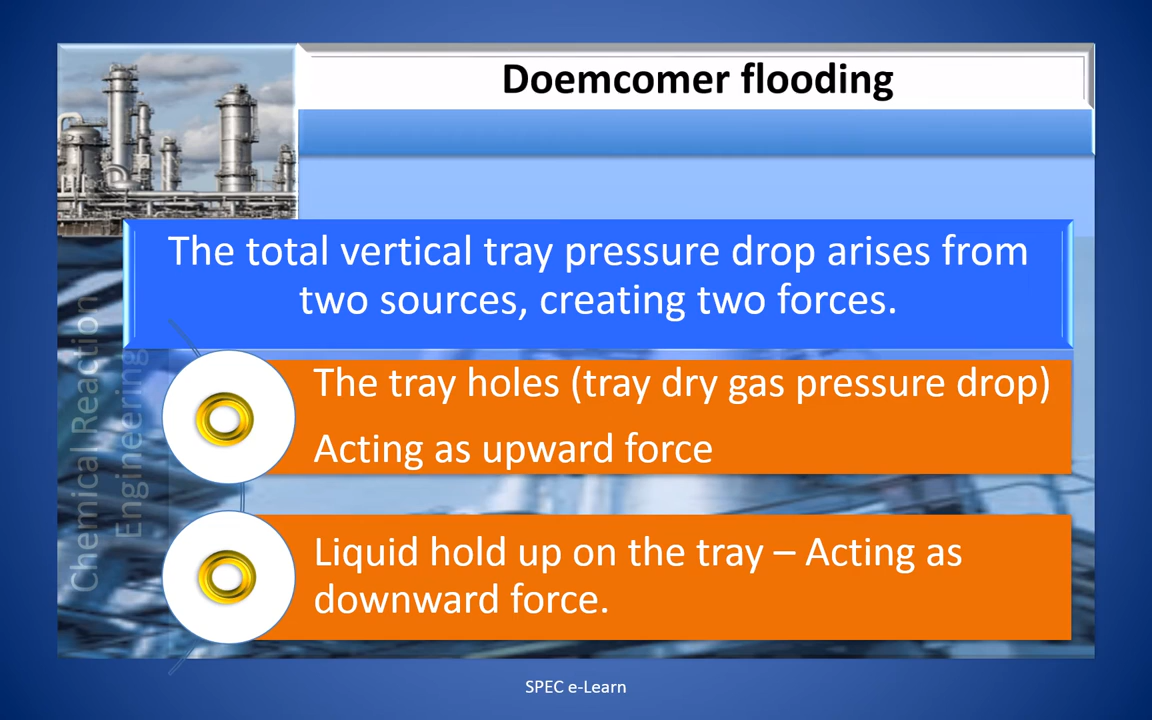 Doemcomer flooding
The total vertical tray pressure drop arises from
two sources, creating two forces.
The tray holes (tray dry gas pressure drop)
Acting as upward force
Liquid hold up on the tray – Acting as
downward force.
Chemical Reaction
Engineering
SPEC e-Learn